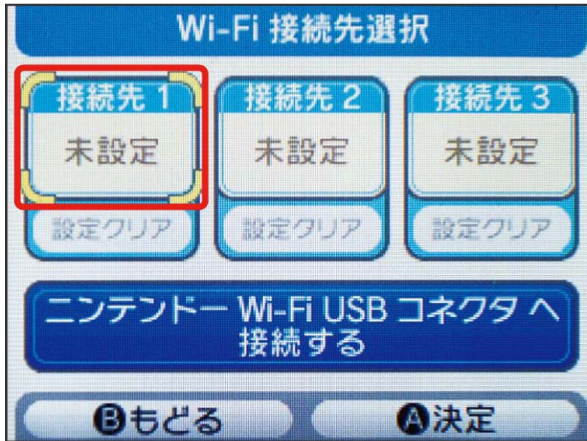 Wi-Fi 接続先選択
接続先 1 接続先 2 接続先 3
未設定 未設定 未設定
設定クリア 設定クリア 設定クリア
ニンテンドー Wi-Fi USB コネクタ へ
接続する
Bもどる A決定